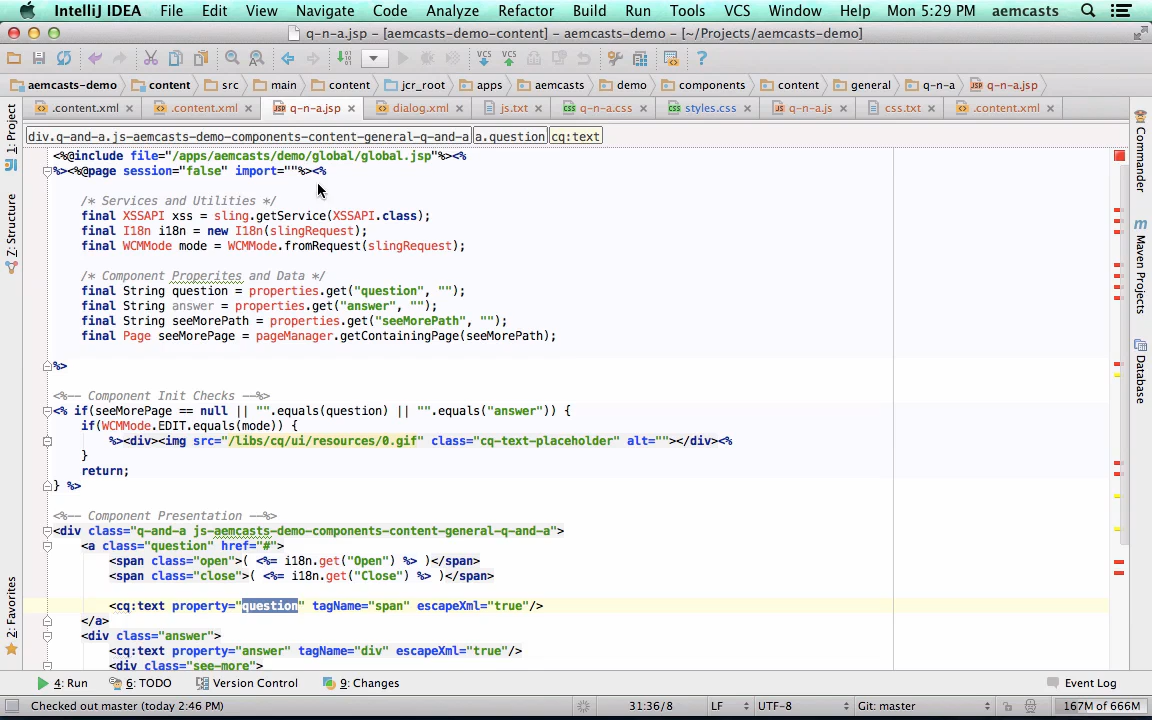 IntelliJ IDEA File Edit View Navigate Code Analyze Refactor Build Run Tools VCS Window Help Mon 5:29 PM aemcasts
q-n-a.jsp - [aemcasts-demo-content] - aemcasts-demo - [~/Projects/aemcasts-demo]
VCS VCS ?
aemcasts-demo content src main content jcr_root apps aemcasts demo components content general q-n-a q-n-a.jsp
.content.xml .content.xml q-n-a.jsp dialog.xml js.txt q-n-a.css styles.css q-n-a.js css.txt .content.xml
div.q-and-a.js-aemcasts-demo-components-content-general-q-and-a a.question cq:text
<%@include file="/apps/aemcasts/demo/global/global.jsp"%><%
%><%@page session="false" import=""%><%
/* Services and Utilities */
final XSSAPI xss = sling.getService(XSSAPI.class);
final I18n i18n = new I18n(slingRequest);
final WCMMode mode = WCMMode.fromRequest(slingRequest);
/* Component Properites and Data */
final String question = properties.get("question", "");
final String answer = properties.get("answer", "");
final String seeMorePath = properties.get("seeMorePath", "");
final Page seeMorePage = pageManager.getContainingPage(seeMorePath);
%>
<%-- Component Init Checks --%>
<% if(seeMorePage == null || "".equals(question) || "".equals("answer")) {
if(WCMMode.EDIT.equals(mode)) {
%><div><img src="/libs/cq/ui/resources/0.gif" class="cq-text-placeholder" alt=""></div><%
}
return;
} %>
<%-- Component Presentation --%>
<div class="q-and-a js-aemcasts-demo-components-content-general-q-and-a">
<a class="question" href="#">
<span class="open">( <%= i18n.get("Open") %> )</span>
<span class="close">( <%= i18n.get("Close") %> )</span>
<cq:text property="question" tagName="span" escapeXml="true"/>
</a>
<div class="answer">
<cq:text property="answer" tagName="div" escapeXml="true"/>
<div class="see-more">
1: Project
Z: Structure
2: Favorites
Commander
Maven Projects
Database
4: Run 6: TODO Version Control 9: Changes Event Log
Checked out master (today 2:46 PM) 31:36/8 LF UTF-8 Git: master 167M of 666M